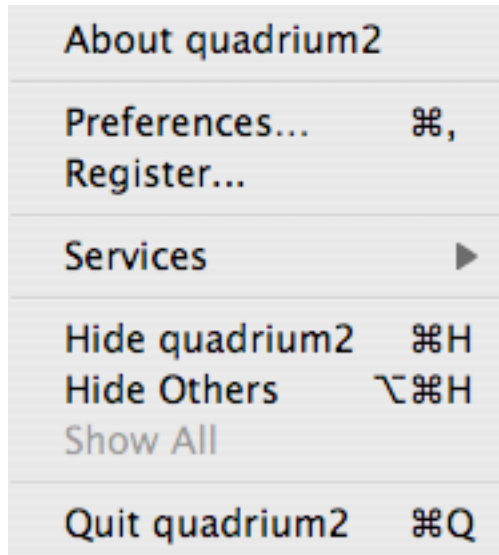 About quadrium2
Preferences... ⌘,
Register...
Services ▶
Hide quadrium2 ⌘H
Hide Others ⌥⌘H
Show All
Quit quadrium2 ⌘Q